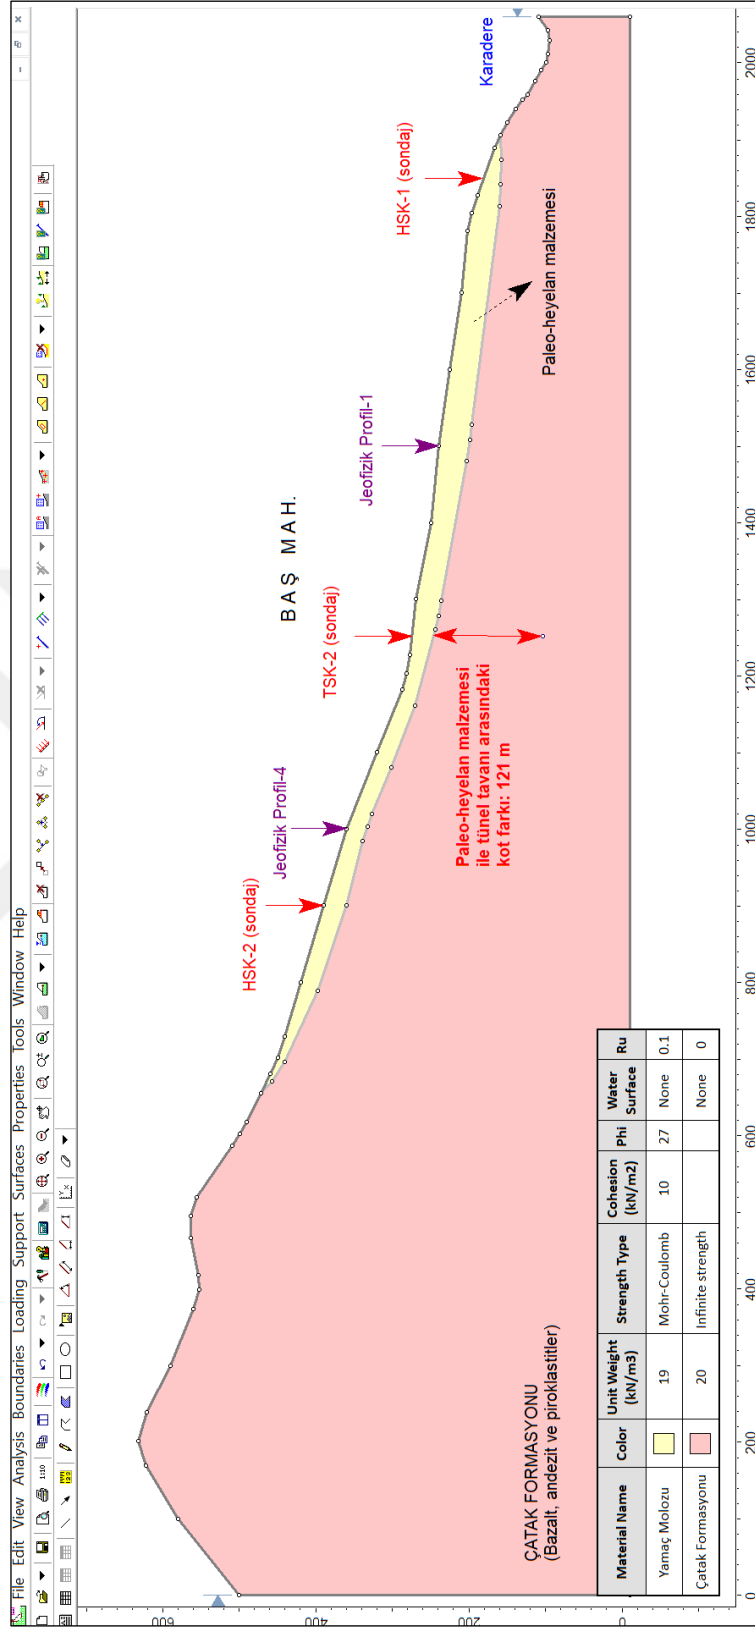 File Edit View Analysis Boundaries Loading Support Surfaces Properties Tools Window Help
1:10
HSK-2 (sondaj)
Jeofizik Profil-4
TSK-2 (sondaj)
BAŞ MAH.
Jeofizik Profil-1
HSK-1 (sondaj)
Karadere
Paleo-heyelan malzemesi
ile tünel tavanı arasındaki
kot farkı: 121 m
Paleo-heyelan malzemesi
ÇATAK FORMASYONU
(Bazalt, andezit ve piroklastitler)
Material Name Color Unit Weight (kN/m3) Strength Type Cohesion (kN/m2) Phi Water Surface Ru
Yamaç Molozu 19 Mohr-Coulomb 10 27 None 0.1
Çatak Formasyonu 20 Infinite strength None 0
600
400
200
0
0 200 400 600 800 1000 1200 1400 1600 1800 2000